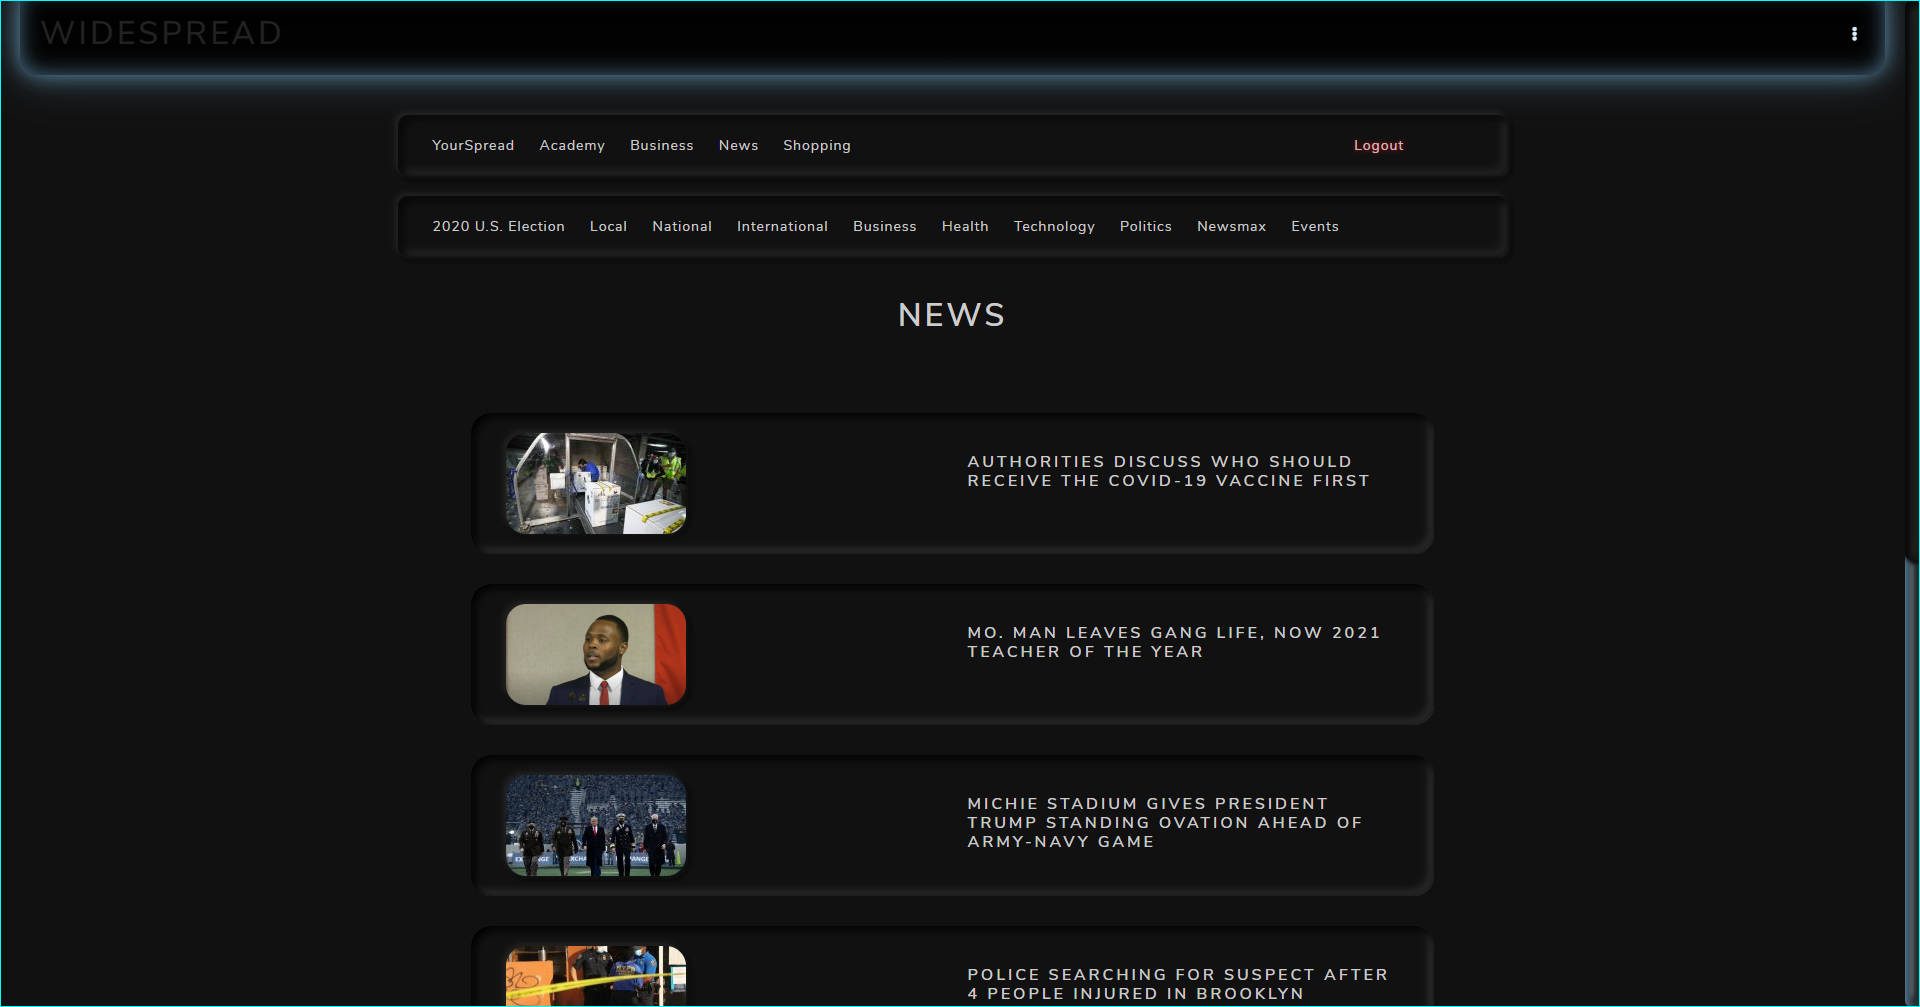 WIDESPREAD
YourSpread Academy Business News Shopping Logout
2020 U.S. Election Local National International Business Health Technology Politics Newsmax Events
NEWS
AUTHORITIES DISCUSS WHO SHOULD
RECEIVE THE COVID-19 VACCINE FIRST
MO. MAN LEAVES GANG LIFE, NOW 2021
TEACHER OF THE YEAR
MICHIE STADIUM GIVES PRESIDENT
TRUMP STANDING OVATION AHEAD OF
ARMY-NAVY GAME
POLICE SEARCHING FOR SUSPECT AFTER
4 PEOPLE INJURED IN BROOKLYN